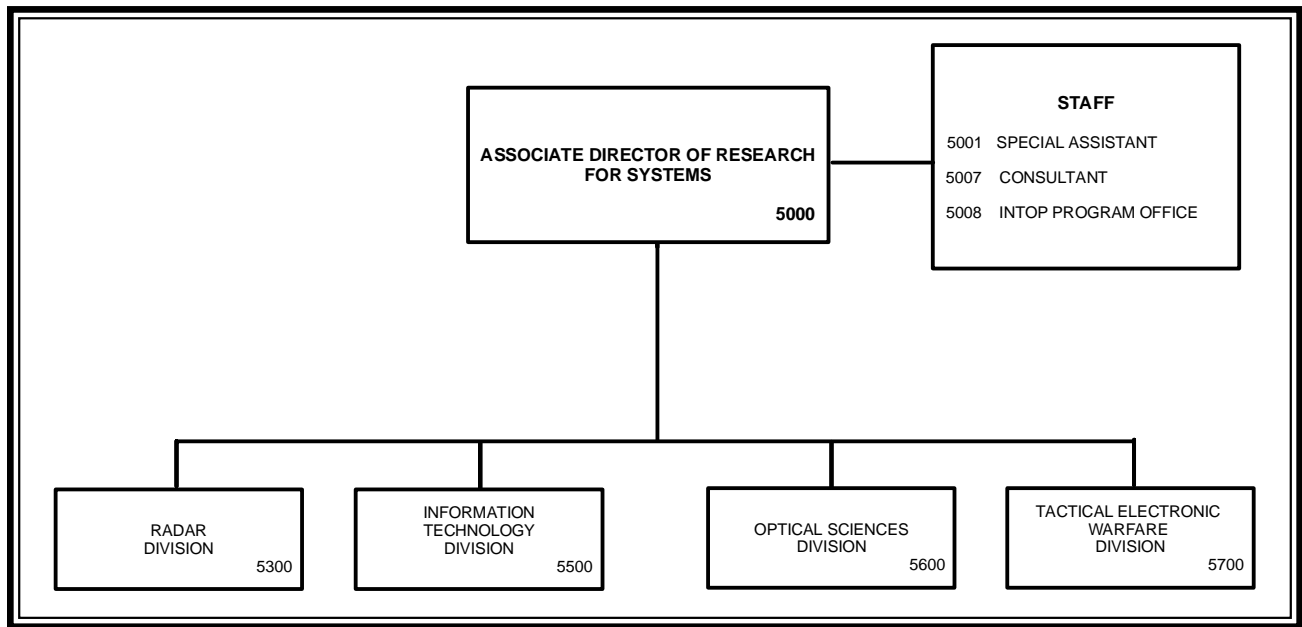 ASSOCIATE DIRECTOR OF RESEARCH
FOR SYSTEMS
5000
STAFF
5001 SPECIAL ASSISTANT
5007 CONSULTANT
5008 INTOP PROGRAM OFFICE
RADAR
DIVISION
5300
INFORMATION
TECHNOLOGY
DIVISION
5500
OPTICAL SCIENCES
DIVISION
5600
TACTICAL ELECTRONIC
WARFARE
DIVISION
5700